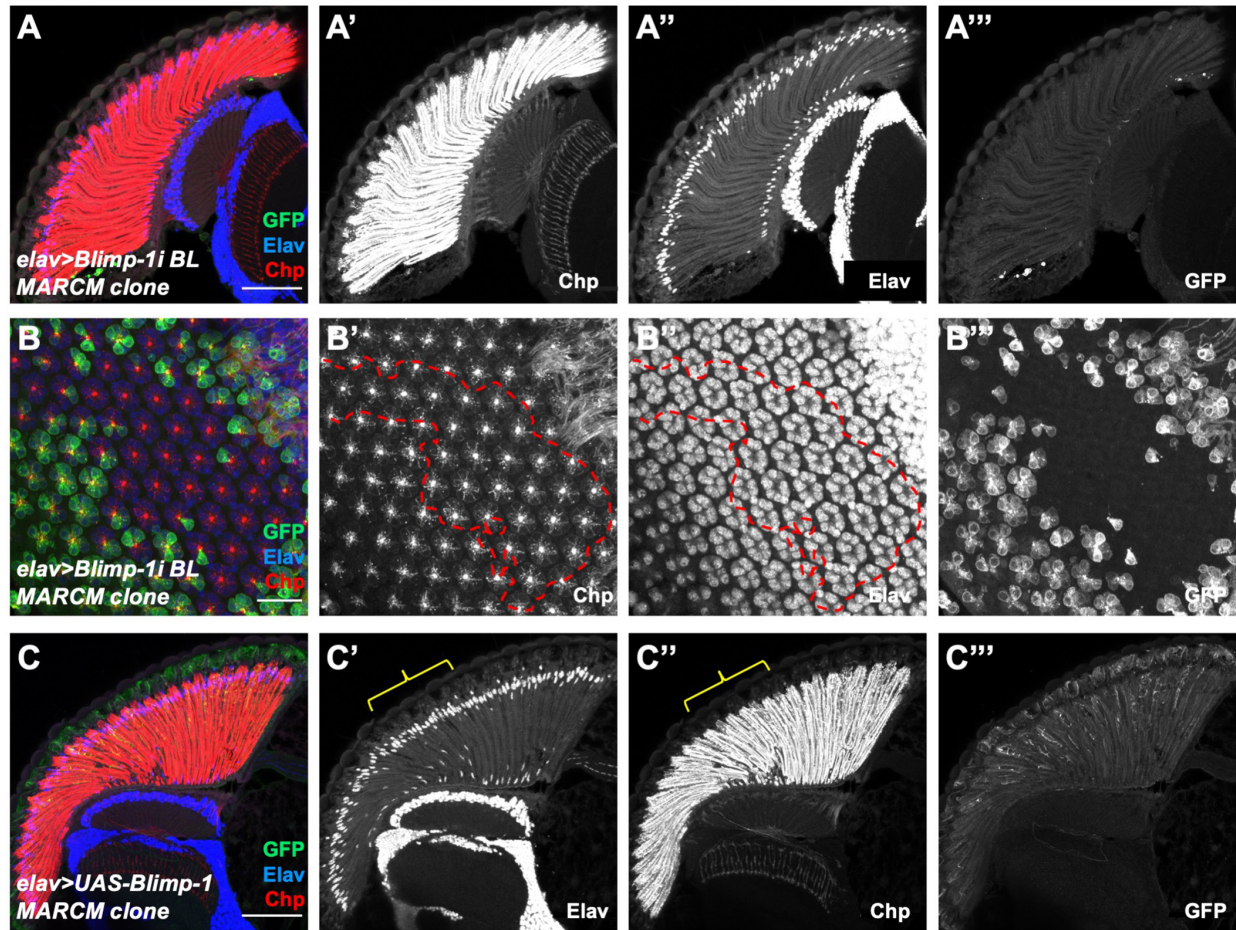 A
GFP
Elav
Chp
elav>Blimp-1i BL
MARCM clone
A'
Chp
A''
Elav
A'''
GFP
B
GFP
Elav
Chp
elav>Blimp-1i BL
MARCM clone
B'
Chp
B''
Elav
B'''
GFP
C
GFP
Elav
Chp
elav>UAS-Blimp-1
MARCM clone
C'
Elav
C''
Chp
C'''
GFP